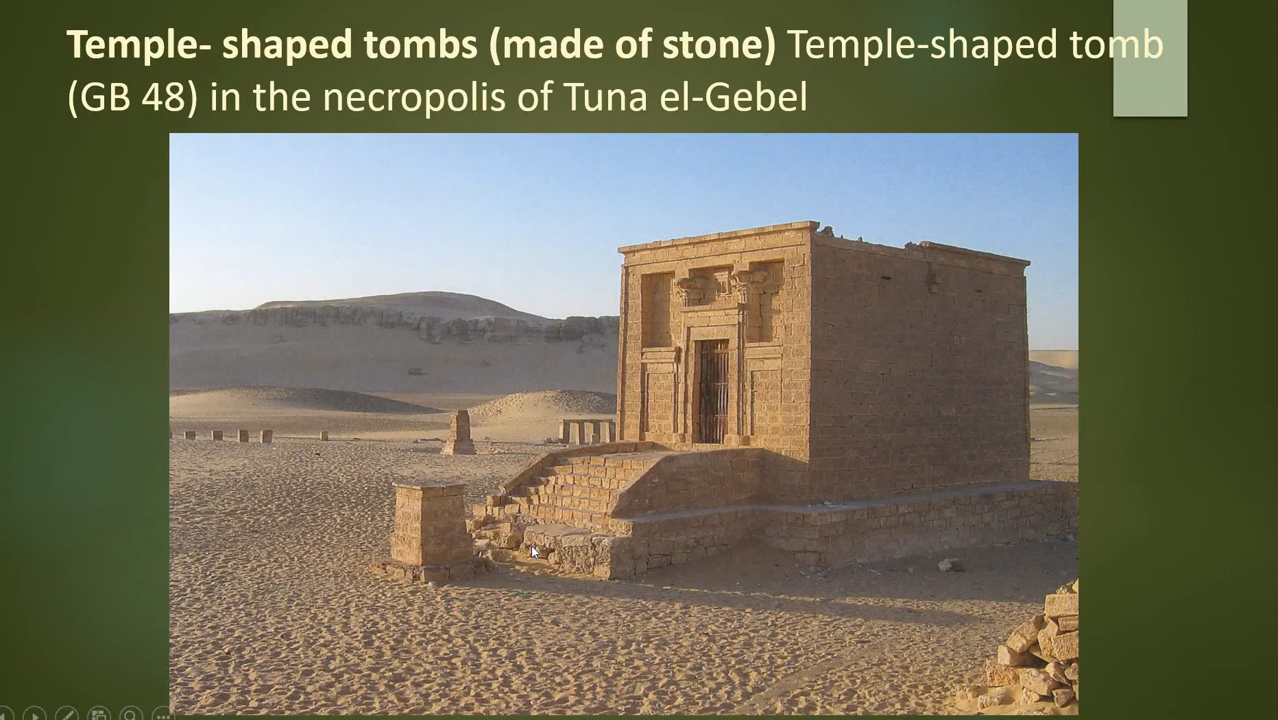 Temple- shaped tombs (made of stone) Temple-shaped tomb
(GB 48) in the necropolis of Tuna el-Gebel